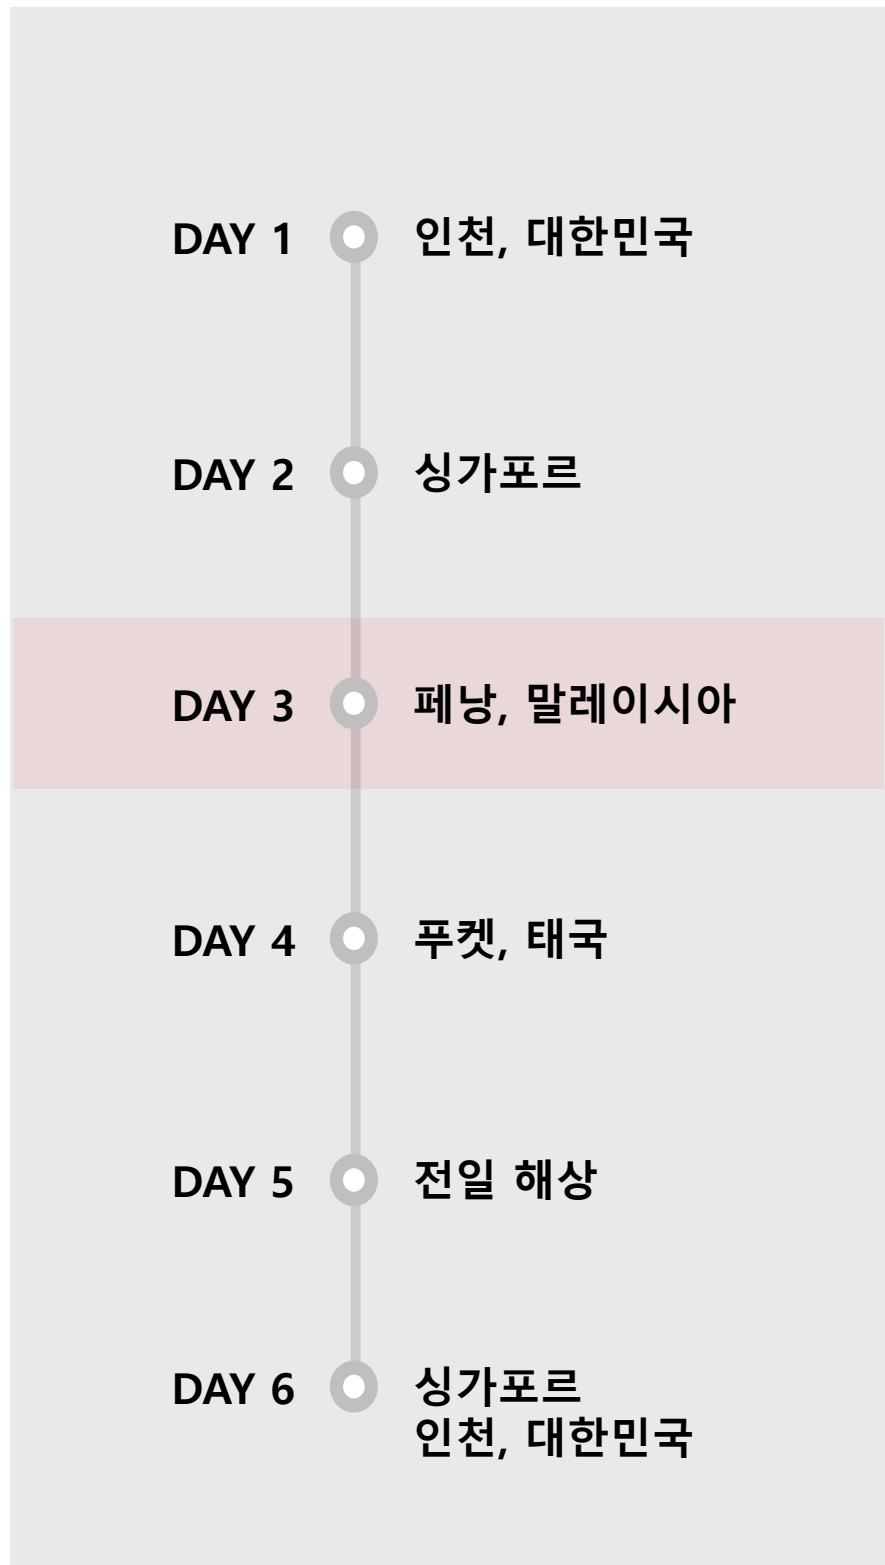 DAY 1 인천, 대한민국
DAY 2 싱가포르
DAY 3 페낭, 말레이시아
DAY 4 푸켓, 태국
DAY 5 전일 해상
DAY 6 싱가포르
인천, 대한민국